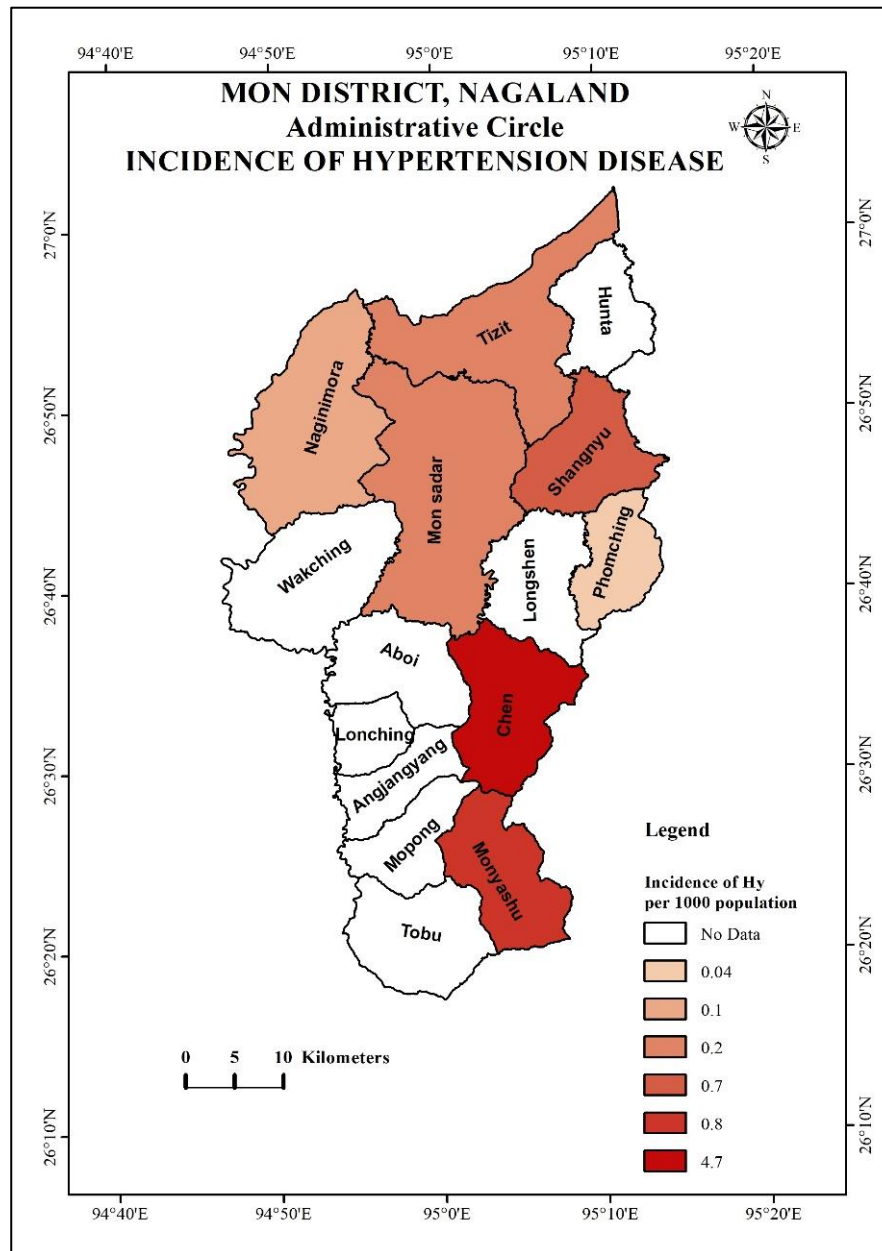 94°40'E 94°50'E 95°0'E 95°10'E 95°20'E
MON DISTRICT, NAGALAND
Administrative Circle
INCIDENCE OF HYPERTENSION DISEASE
N
W E
S
27°0'N 27°0'N
Hunta
Tizit
Naginimora
26°50'N 26°50'N
Shangnyu
Mon sadar
Phomching
Wakching
Longshen
26°40'N 26°40'N
Aboi
Chen
Lonching
26°30'N 26°30'N
Angjangyang
Mopong
Monyashu
Tobu
26°20'N 26°20'N
Legend
Incidence of Hy
per 1000 population
No Data
0.04
0.1
0.2
0.7
0.8
4.7
0 5 10 Kilometers
26°10'N 26°10'N
94°40'E 94°50'E 95°0'E 95°10'E 95°20'E